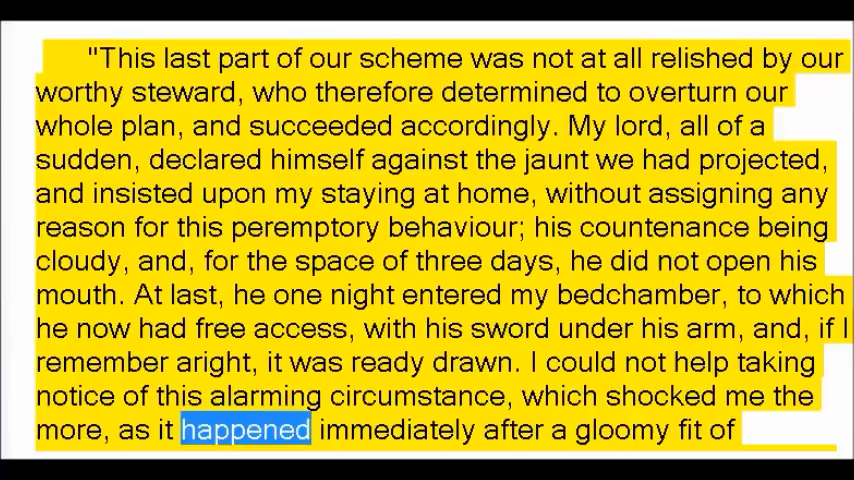 "This last part of our scheme was not at all relished by our
worthy steward, who therefore determined to overturn our
whole plan, and succeeded accordingly. My lord, all of a
sudden, declared himself against the jaunt we had projected,
and insisted upon my staying at home, without assigning any
reason for this peremptory behaviour; his countenance being
cloudy, and, for the space of three days, he did not open his
mouth. At last, he one night entered my bedchamber, to which
he now had free access, with his sword under his arm, and, if I
remember aright, it was ready drawn. I could not help taking
notice of this alarming circumstance, which shocked me the
more, as it happened immediately after a gloomy fit of